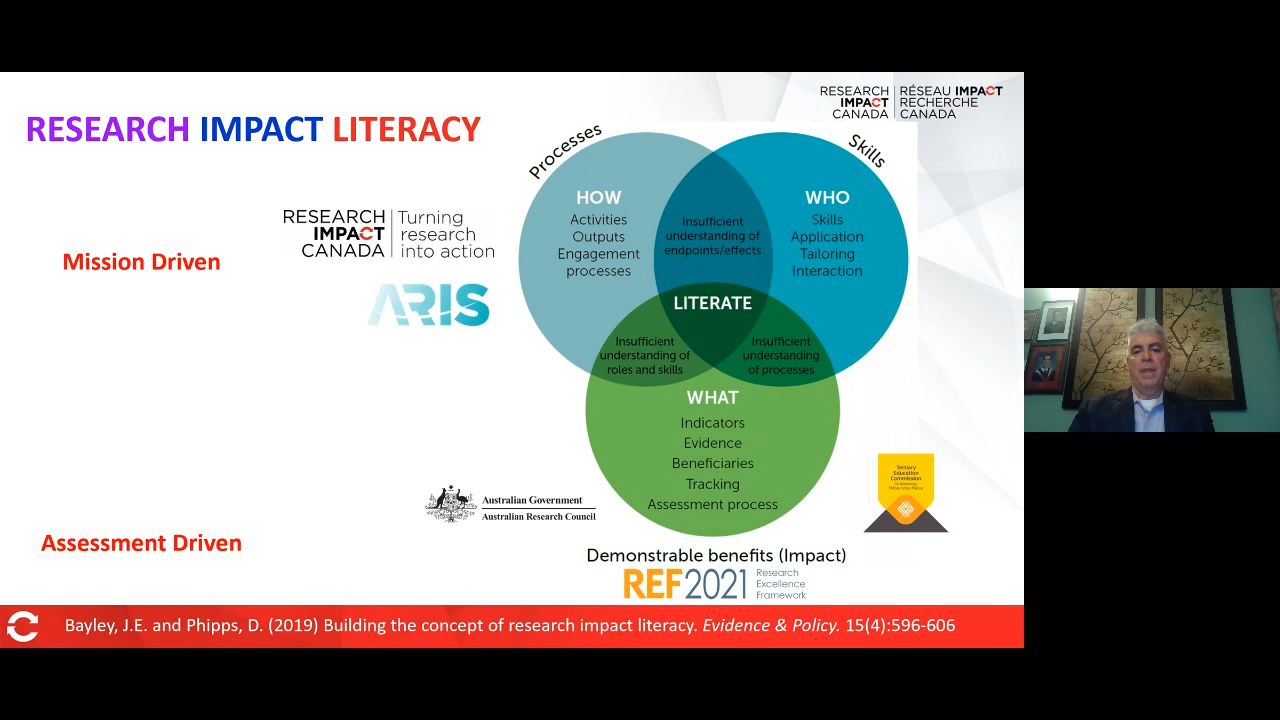 RESEARCH IMPACT LITERACY
RESEARCH
IMPACT
CANADA
RÉSEAU IMPACT
RECHERCHE
CANADA
Processes
Skills
HOW
Activities
Outputs
Engagement
processes
Insufficient
understanding of
endpoints/effects
WHO
Skills
Application
Tailoring
Interaction
RESEARCH
IMPACT
CANADA
Turning
research
into action
Mission Driven
ARIS
LITERATE
Insufficient
understanding of
roles and skills
Insufficient
understanding
of processes
WHAT
Indicators
Evidence
Beneficiaries
Tracking
Assessment process
Tertiary
Education
Commission
Australian Government
Australian Research Council
Assessment Driven
Demonstrable benefits (Impact)
REF2021
Research
Excellence
Framework
Bayley, J.E. and Phipps, D. (2019) Building the concept of research impact literacy. Evidence & Policy. 15(4):596-606